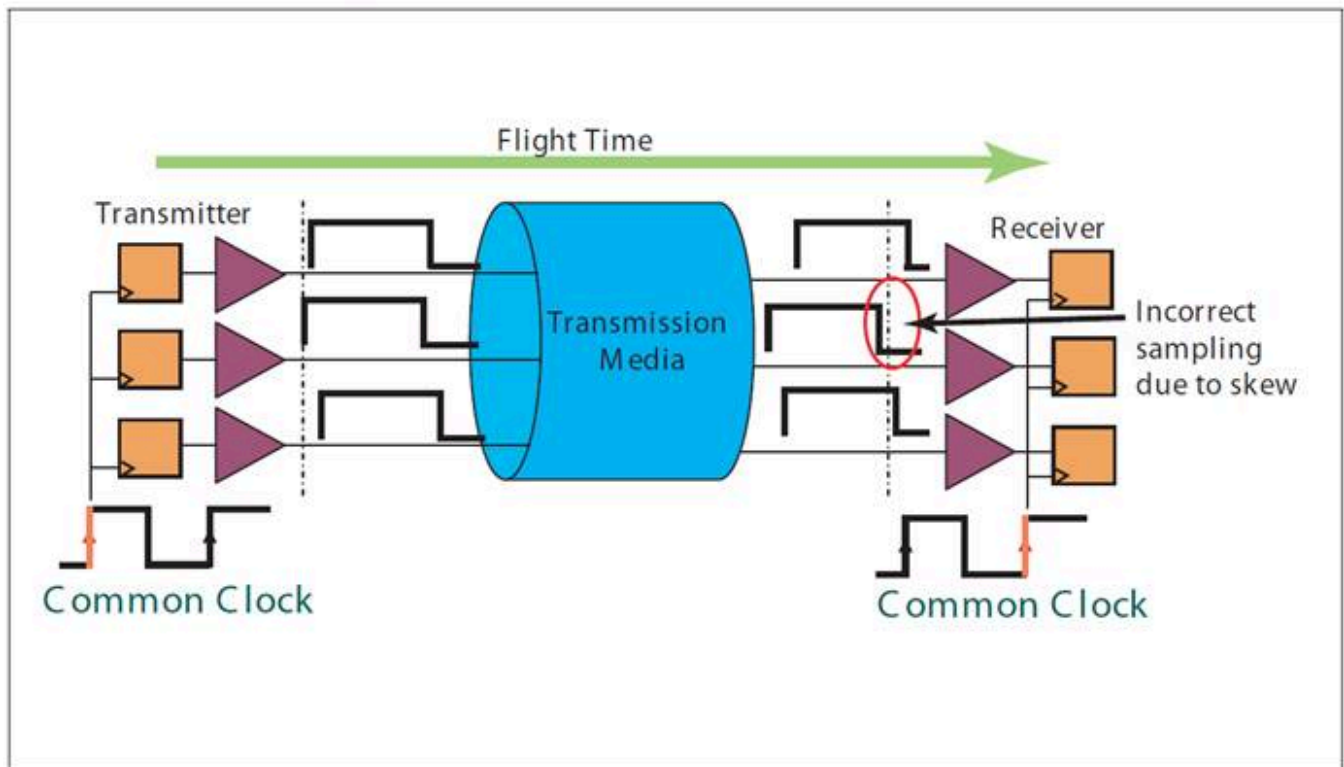 Flight Time
Transmitter
Receiver
Transmission
Media
Incorrect
sampling
due to skew
Common Clock
Common Clock